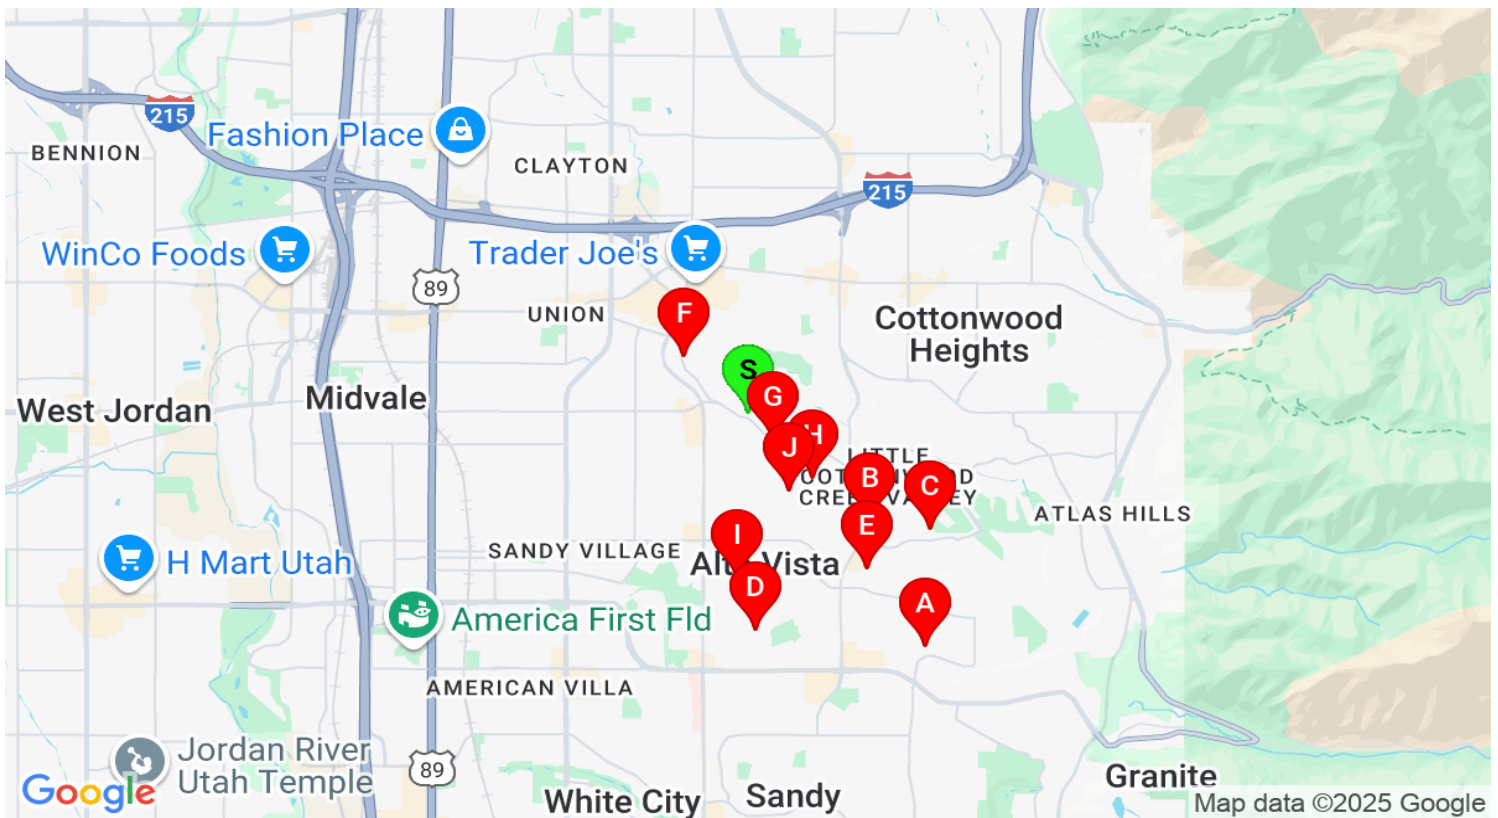 215
Fashion Place
BENNION
CLAYTON
215
WinCo Foods
Trader Joe's
89
UNION
F
Cottonwood
Heights
S
G
West Jordan
Midvale
H
J
LITTLE
B
C
E
ATLAS HILLS
I
SANDY VILLAGE
H Mart Utah
D
A
America First Fld
AMERICAN VILLA
Jordan River
Utah Temple
89
Google
White City
Sandy
Granite
Map data ©2025 Google